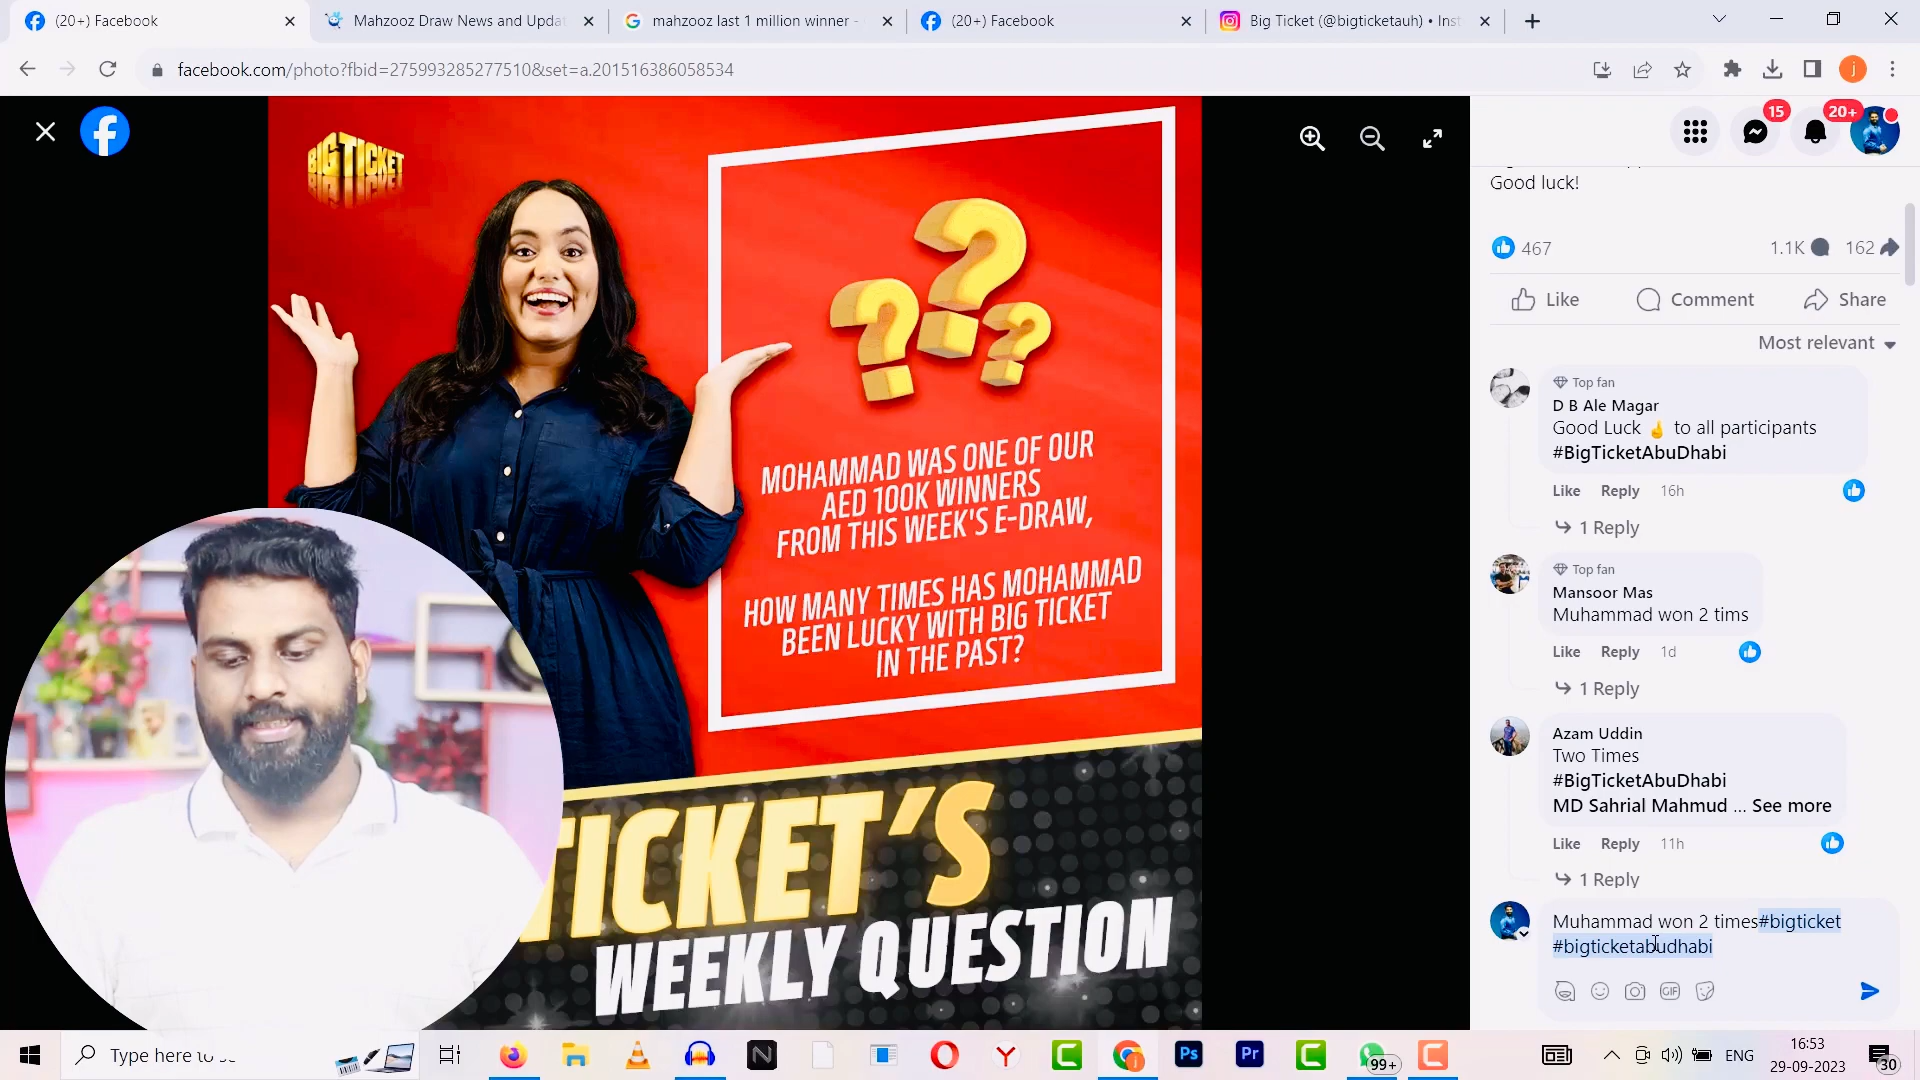 (20+) Facebook
Mahzooz Draw News and Upda
mahzooz last 1 million winner -
(20+) Facebook
Big Ticket (@bigticketauh) • Inst
facebook.com/photo?fbid=275993285277510&set=a.201516386058534
j
BIG TICKET
MOHAMMAD WAS ONE OF OUR
AED 100K WINNERS
FROM THIS WEEK'S E-DRAW,
HOW MANY TIMES HAS MOHAMMAD
BEEN LUCKY WITH BIG TICKET
IN THE PAST?
TICKET'S
WEEKLY QUESTION
15
20+
Good luck!
467
1.1K
162
Like
Comment
Share
Most relevant
Top fan
D B Ale Magar
Good Luck 🤞 to all participants
#BigTicketAbuDhabi
Like Reply 16h
1 Reply
Top fan
Mansoor Mas
Muhammad won 2 tims
Like Reply 1d
1 Reply
Azam Uddin
Two Times
#BigTicketAbuDhabi
MD Sahrial Mahmud ... See more
Like Reply 11h
1 Reply
Muhammad won 2 times#bigticket
#bigticketabudhabi
GIF
Type here to
N
Ps
Pr
99+
ENG
16:53
29-09-2023
30